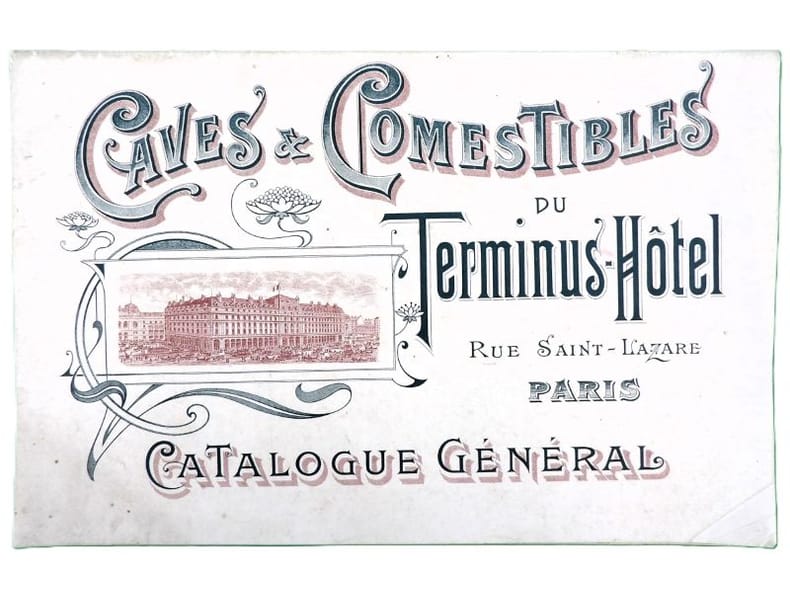 CAVES & COMESTIBLES
DU
Terminus-Hôtel
RUE SAINT-LAZARE
PARIS
CATALOGUE GÉNÉRAL